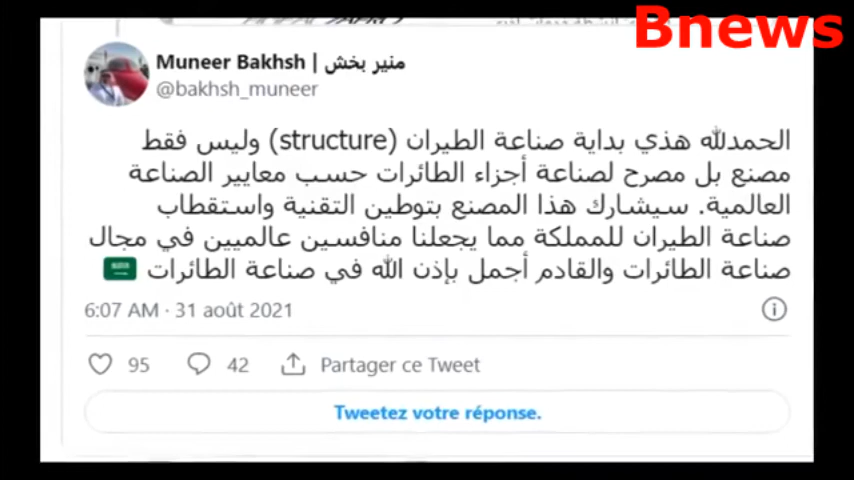 Bnews
Muneer Bakhsh | منير بخش
@bakhsh_muneer
الحمدلله هذي بداية صناعة الطيران (structure) وليس فقط
مصنع بل مصرح لصناعة أجزاء الطائرات حسب معايير الصناعة
العالمية. سيشارك هذا المصنع بتوطين التقنية واستقطاب
صناعة الطيران للمملكة مما يجعلنا منافسين عالميين في مجال
صناعة الطائرات والقادم أجمل بإذن الله في صناعة الطائرات 🇸🇦
6:07 AM · 31 août 2021
95 42 Partager ce Tweet
Tweetez votre réponse.